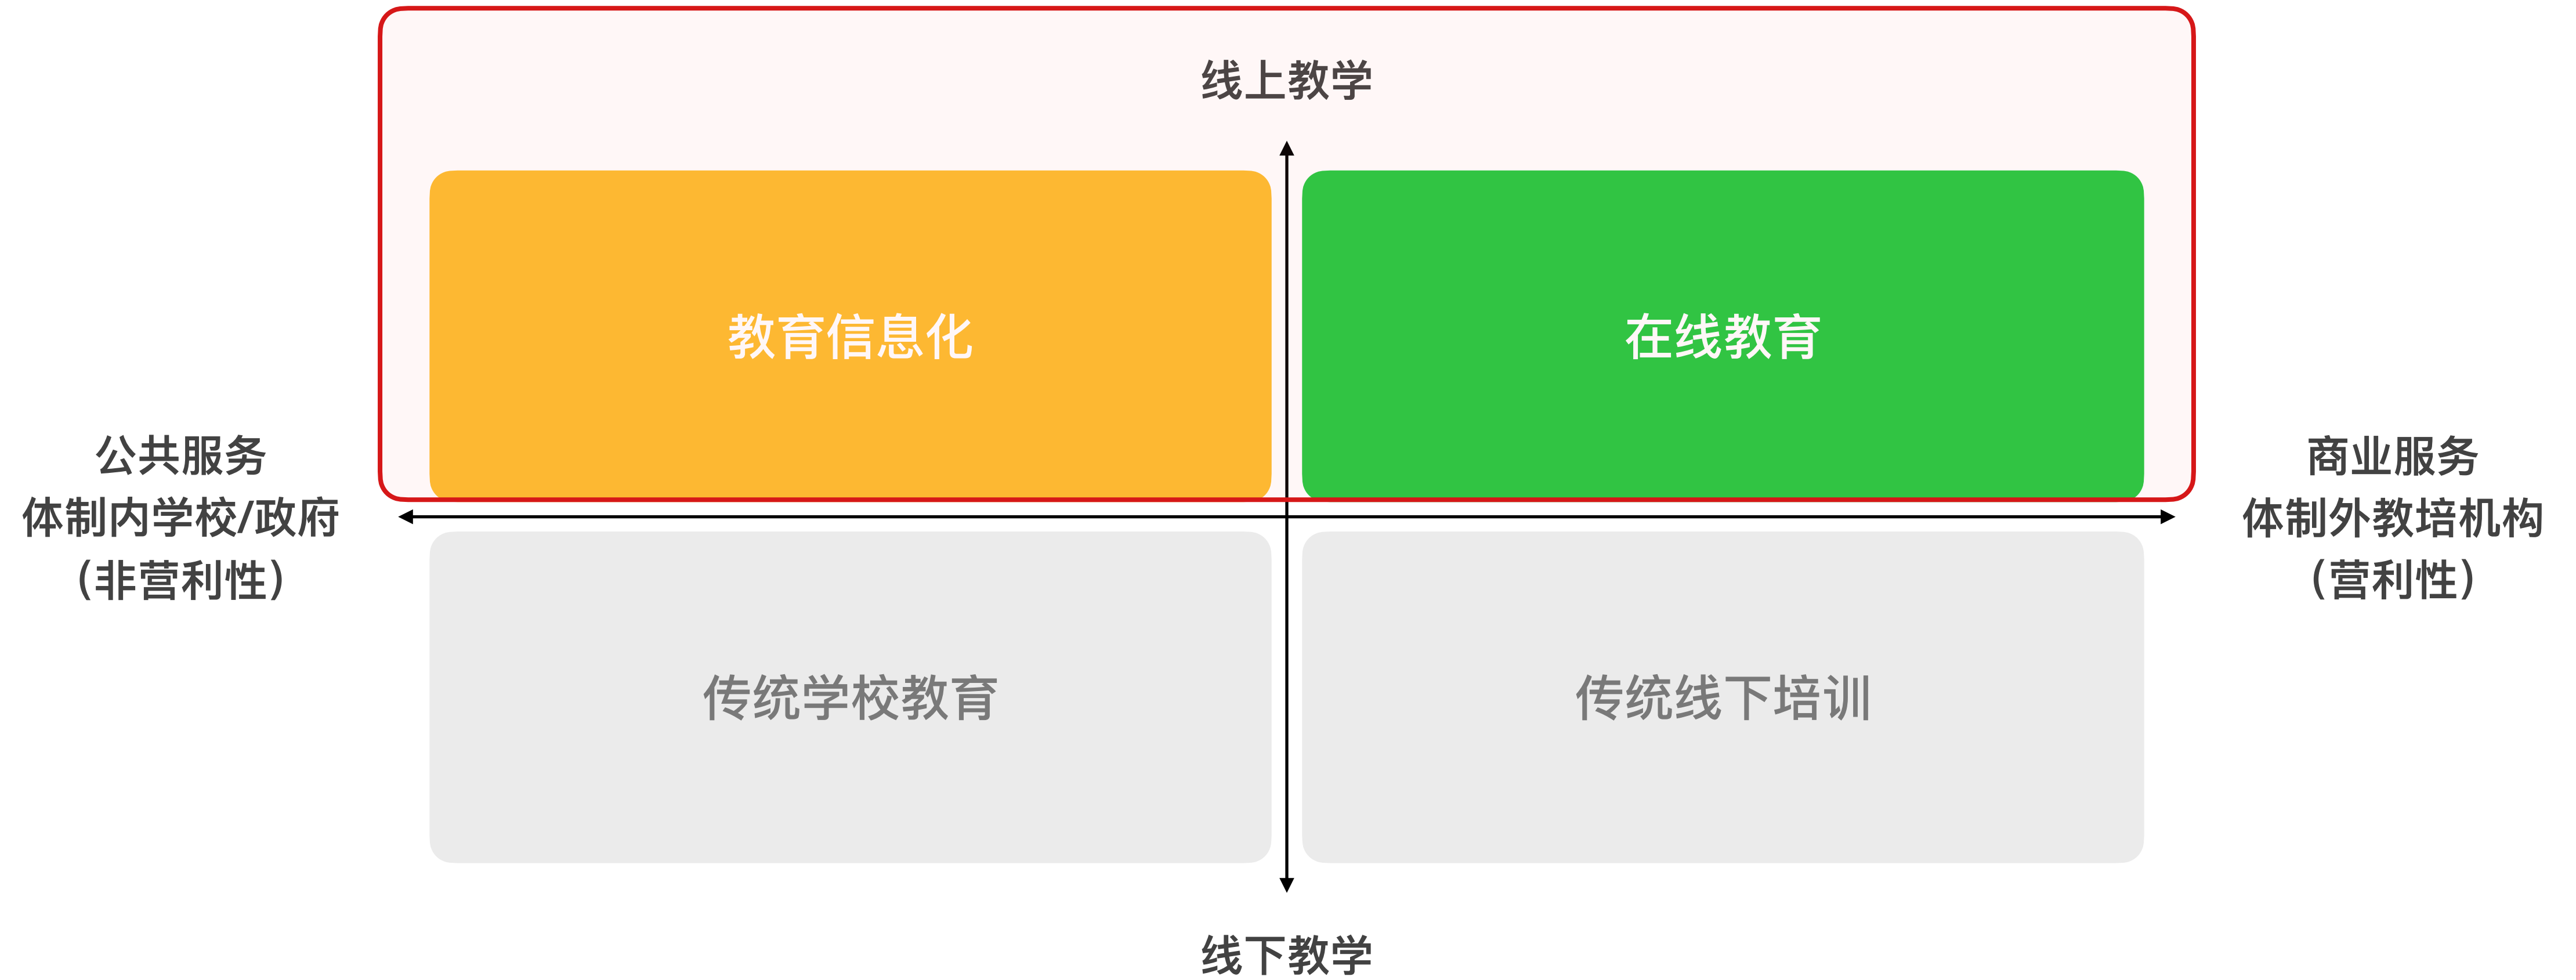 线上教学
教育信息化
在线教育
公共服务
体制内学校/政府
（非营利性）
商业服务
体制外教培机构
（营利性）
传统学校教育
传统线下培训
线下教学